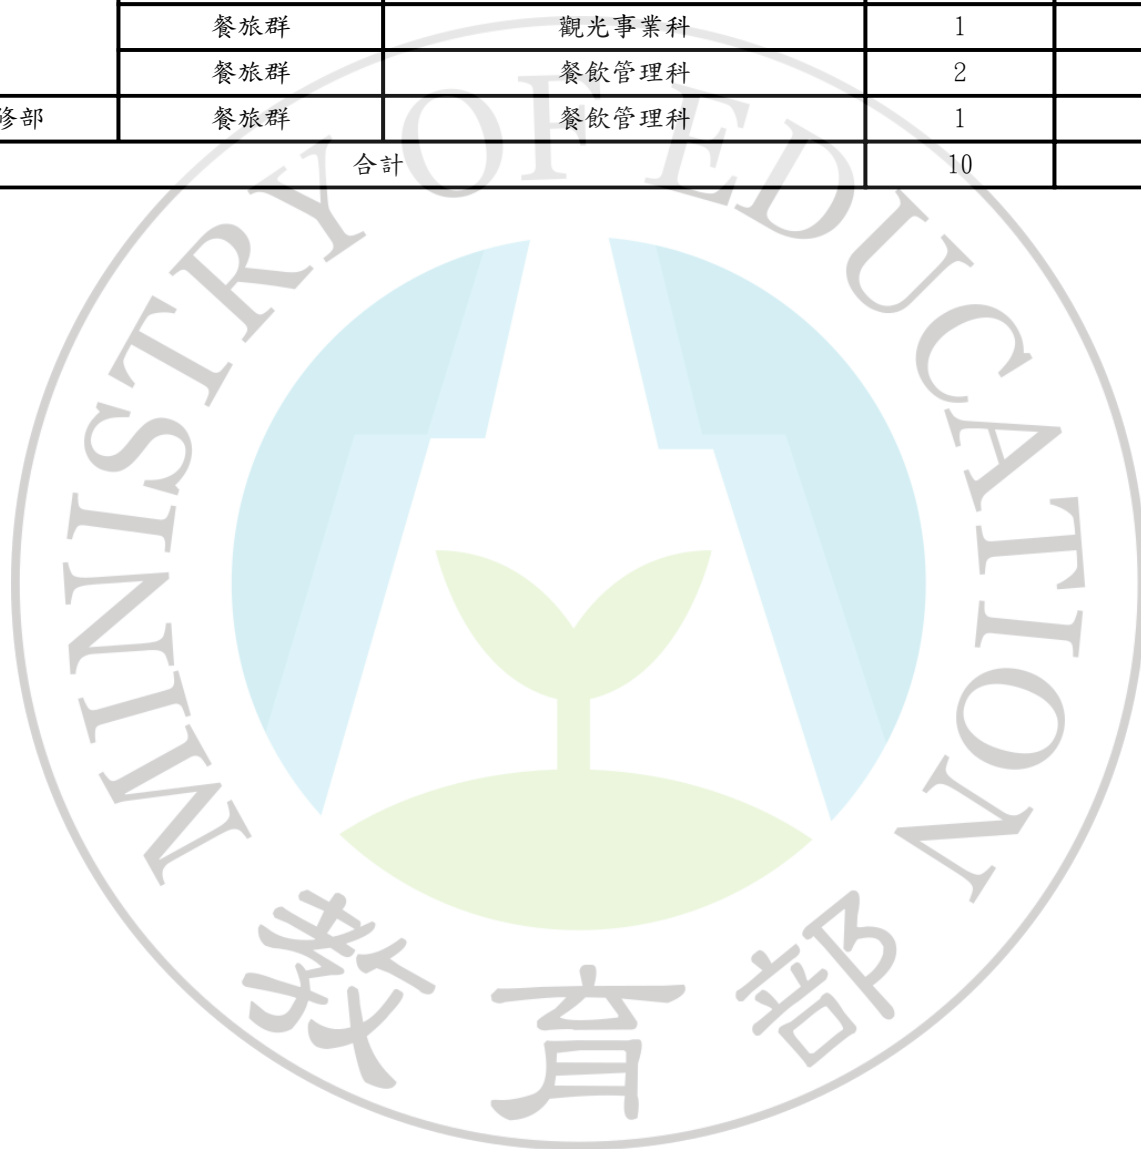 餐旅群 觀光事業科 1
餐旅群 餐飲管理科 2
修部 餐旅群 餐飲管理科 1
合計 10
MINISTRY OF EDUCATION
教育部